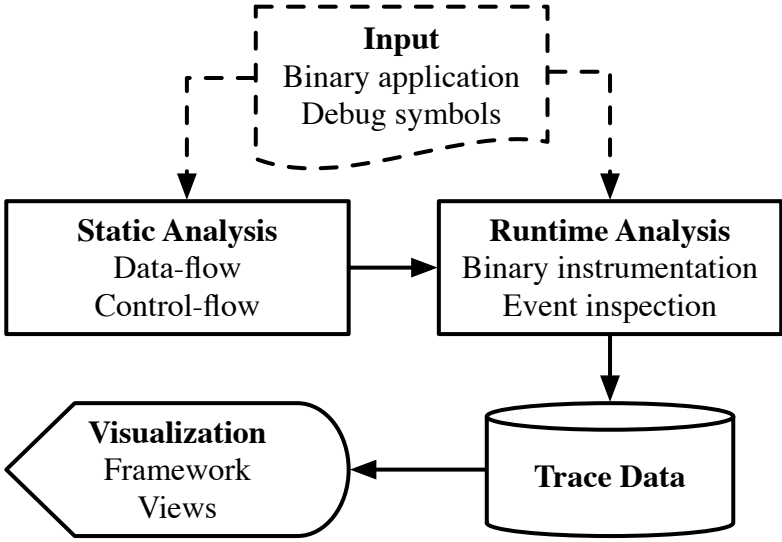 Input
Binary application
Debug symbols
Static Analysis
Data-flow
Control-flow
Runtime Analysis
Binary instrumentation
Event inspection
Visualization
Framework
Views
Trace Data